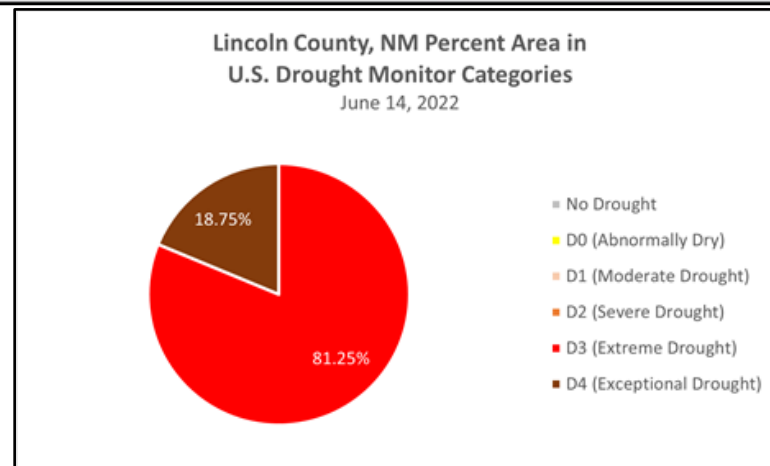 Lincoln County, NM Percent Area in
U.S. Drought Monitor Categories
June 14, 2022
18.75%
81.25%
No Drought
D0 (Abnormally Dry)
D1 (Moderate Drought)
D2 (Severe Drought)
D3 (Extreme Drought)
D4 (Exceptional Drought)